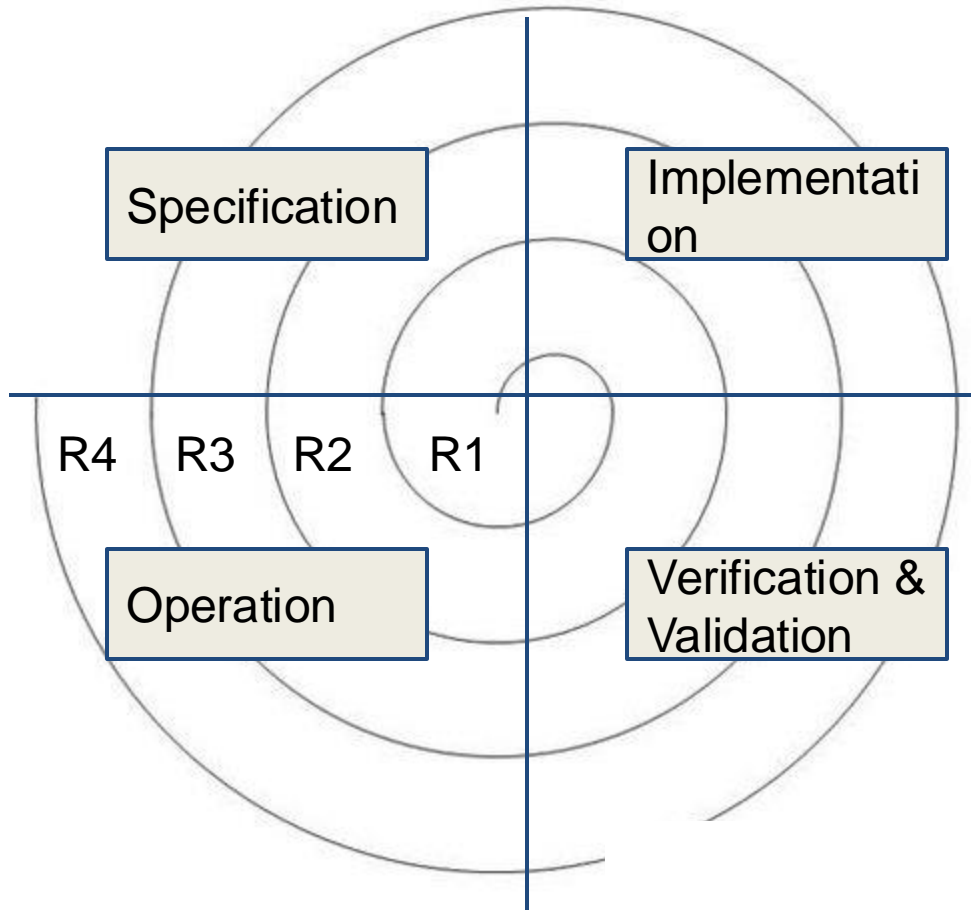 Specification
Implementati
on
R4 R3 R2 R1
Operation
Verification &
Validation